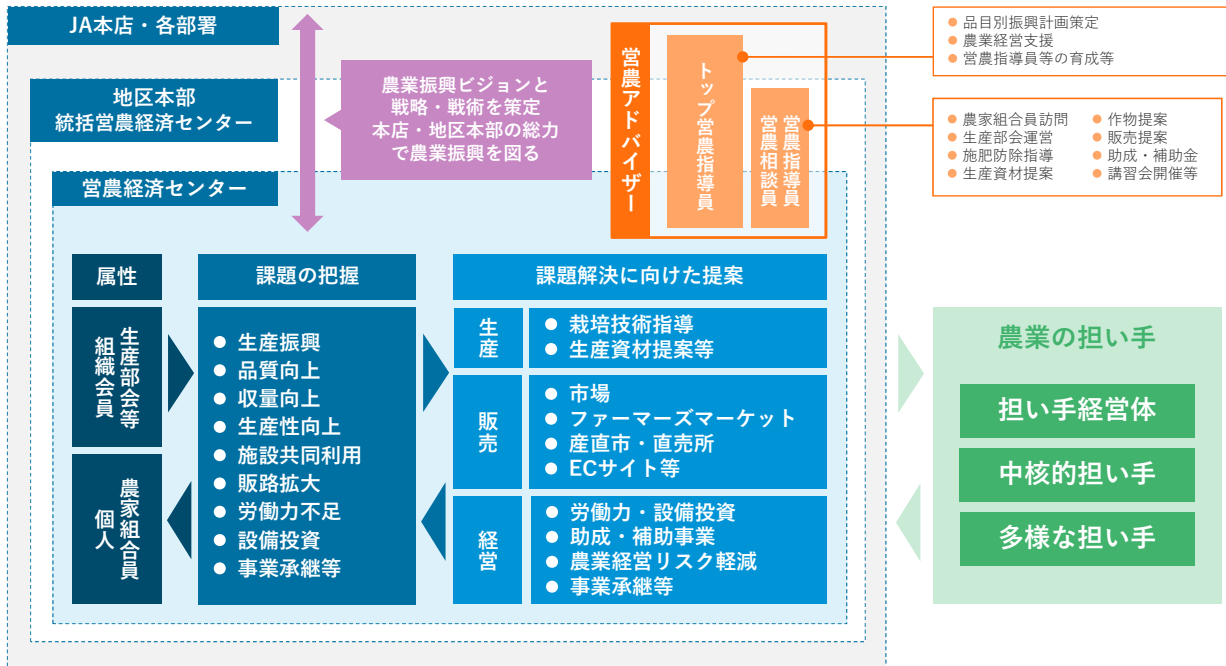 JA本店・各部署
地区本部
統括営農経済センター
営農経済センター
農業振興ビジョンと
戦略・戦術を策定
本店・地区本部の総力
で農業振興を図る
営農アドバイザー
トップ営農指導員
営農指導員
営農相談員
● 品目別振興計画策定
● 農業経営支援
● 営農指導員等の育成等
● 農家組合員訪問
● 生産部会運営
● 施肥防除指導
● 生産資材提案
● 作物提案
● 販売提案
● 助成・補助金
● 講習会開催等
属性
生産部会等
組織会員
農家組合員
個人
課題の把握
● 生産振興
● 品質向上
● 収量向上
● 生産性向上
● 施設共同利用
● 販路拡大
● 労働力不足
● 設備投資
● 事業承継等
課題解決に向けた提案
生産
● 栽培技術指導
● 生産資材提案等
販売
● 市場
● ファーマーズマーケット
● 産直市・直売所
● ECサイト等
経営
● 労働力・設備投資
● 助成・補助事業
● 農業経営リスク軽減
● 事業承継等
農業の担い手
担い手経営体
中核的担い手
多様な担い手